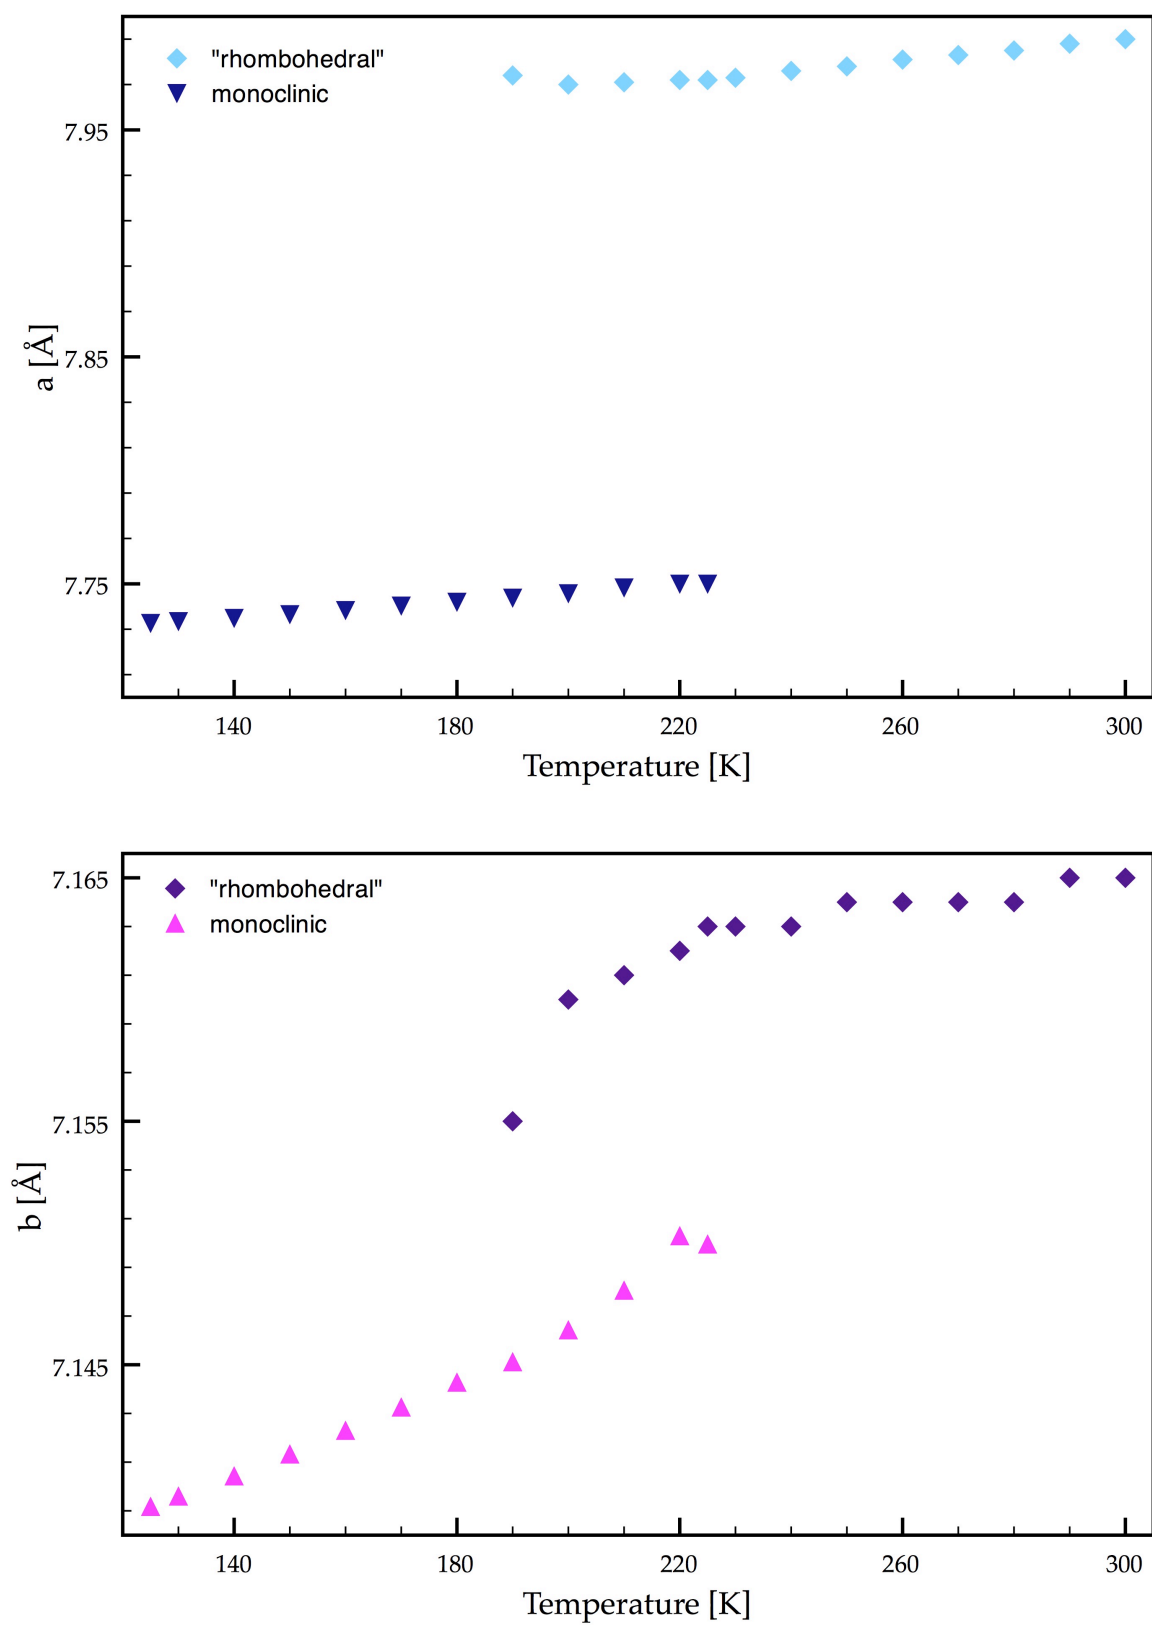 "rhombohedral"
monoclinic
7.95
7.85
7.75
a [Å]
140 180 220 260 300
Temperature [K]
"rhombohedral"
monoclinic
7.165
7.155
7.145
b [Å]
140 180 220 260 300
Temperature [K]